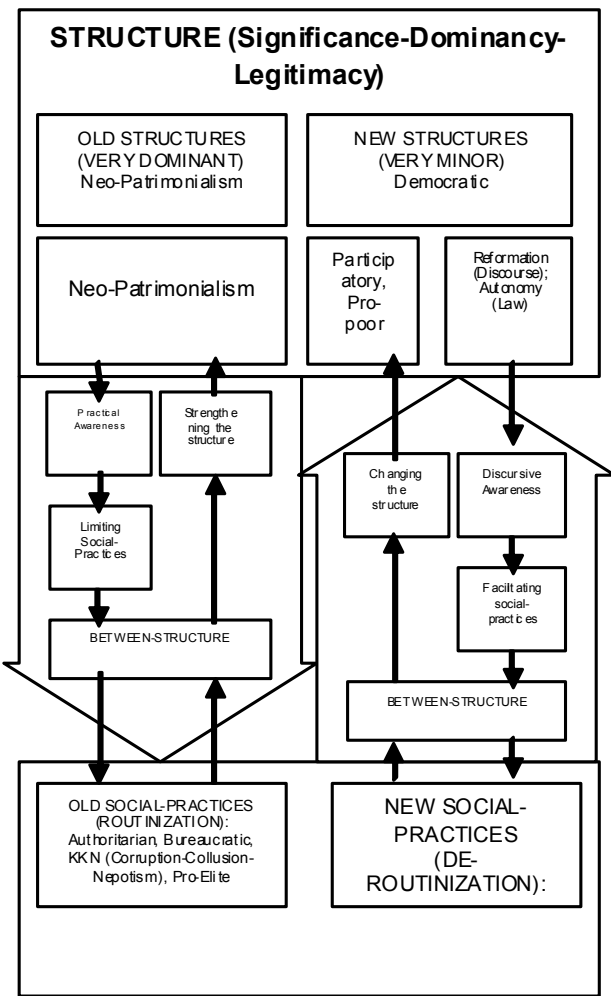 STRUCTURE (Significance-Dominancy-
Legitimacy)
OLD STRUCTURES
(VERY DOMINANT)
Neo-Patrimonialism
NEW STRUCTURES
(VERY MINOR)
Democratic
Neo-Patrimonialism
Particip
atory,
Pro-
poor
Reformation
(Discourse);
Autonomy
(Law)
Practical
Awareness
Strengthe
ning the
structure
Limiting
Social-
Practices
BETWEEN-STRUCTURE
Changing
the
structure
Discursive
Awareness
Facilitating
social-
practices
BETWEEN-STRUCTURE
OLD SOCIAL-PRACTICES
(ROUTINIZATION):
Authoritarian, Bureaucratic,
KKN (Corruption-Collusion-
Nepotism), Pro-Elite
NEW SOCIAL-
PRACTICES
(DE-
ROUTINIZATION):